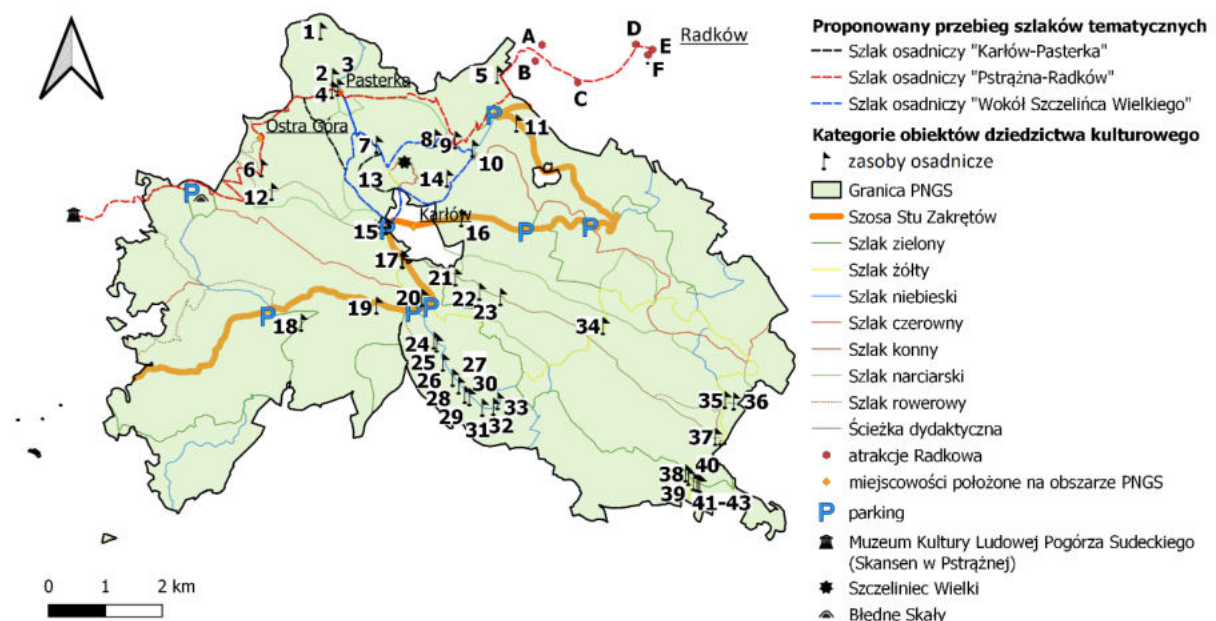 1
2
3
Pasterka
4
5
A
B
C
D
E
F
Radków
Ostra Góra
6
7
8
9
10
11
12
13
14
P
P
Karłów
15
P
16
P
P
17
18
P
19
20
P
P
21
22
23
24
25
26
27
28
29
30
31
32
33
34
35
36
37
38
39
40
41-43
0 1 2 km
Proponowany przebieg szlaków tematycznych
Szlak osadniczy "Karłów-Pasterka"
Szlak osadniczy "Pstrążna-Radków"
Szlak osadniczy "Wokół Szczelińca Wielkiego"
Kategorie obiektów dziedzictwa kulturowego
zasoby osadnicze
Granica PNGS
Szosa Stu Zakrętów
Szlak zielony
Szlak żółty
Szlak niebieski
Szlak czerowny
Szlak konny
Szlak narciarski
Szlak rowerowy
Ścieżka dydaktyczna
atrakcje Radkowa
miejscowości położone na obszarze PNGS
P parking
Muzeum Kultury Ludowej Pogórza Sudeckiego
(Skansen w Pstrążnej)
Szczeliniec Wielki
Błędne Skały